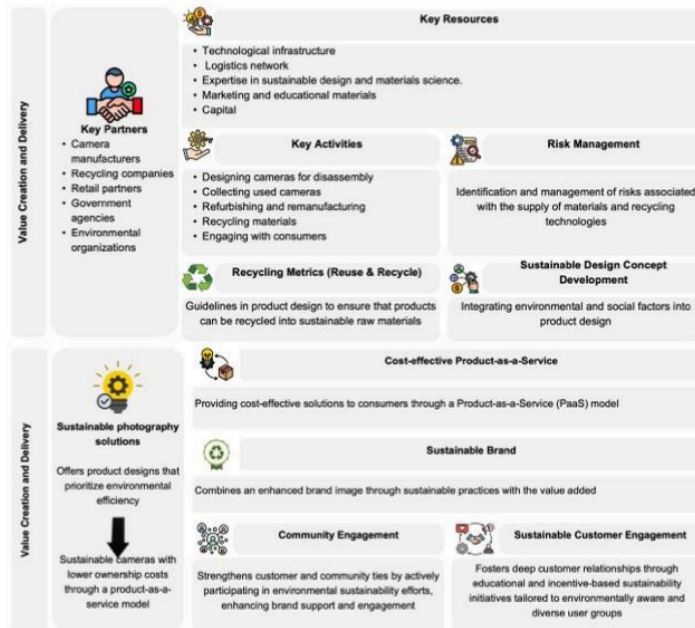 Value Creation and Delivery
Key Partners
• Camera
manufacturers
• Recycling companies
• Retail partners
• Government
agencies
• Environmental
organizations
Key Resources
• Technological infrastructure
• Logistics network
• Expertise in sustainable design and materials science.
• Marketing and educational materials
• Capital
Key Activities
• Designing cameras for disassembly
• Collecting used cameras
• Refurbishing and remanufacturing
• Recycling materials
• Engaging with consumers
Risk Management
Identification and management of risks associated
with the supply of materials and recycling
technologies
Recycling Metrics (Reuse & Recycle)
Guidelines in product design to ensure that products
can be recycled into sustainable raw materials
Sustainable Design Concept
Development
Integrating environmental and social factors into
product design
Value Creation and Delivery
Sustainable photography
solutions
Offers product designs that
prioritize environmental
efficiency
Sustainable cameras with
lower ownership costs
through a product-as-a-
service model
Cost-effective Product-as-a-Service
Providing cost-effective solutions to consumers through a Product-as-a-Service (PaaS) model
Sustainable Brand
Combines an enhanced brand image through sustainable practices with the value added
Community Engagement
Strengthens customer and community ties by actively
participating in environmental sustainability efforts,
enhancing brand support and engagement
Sustainable Customer Engagement
Fosters deep customer relationships through
educational and incentive-based sustainability
initiatives tailored to environmentally aware and
diverse user groups